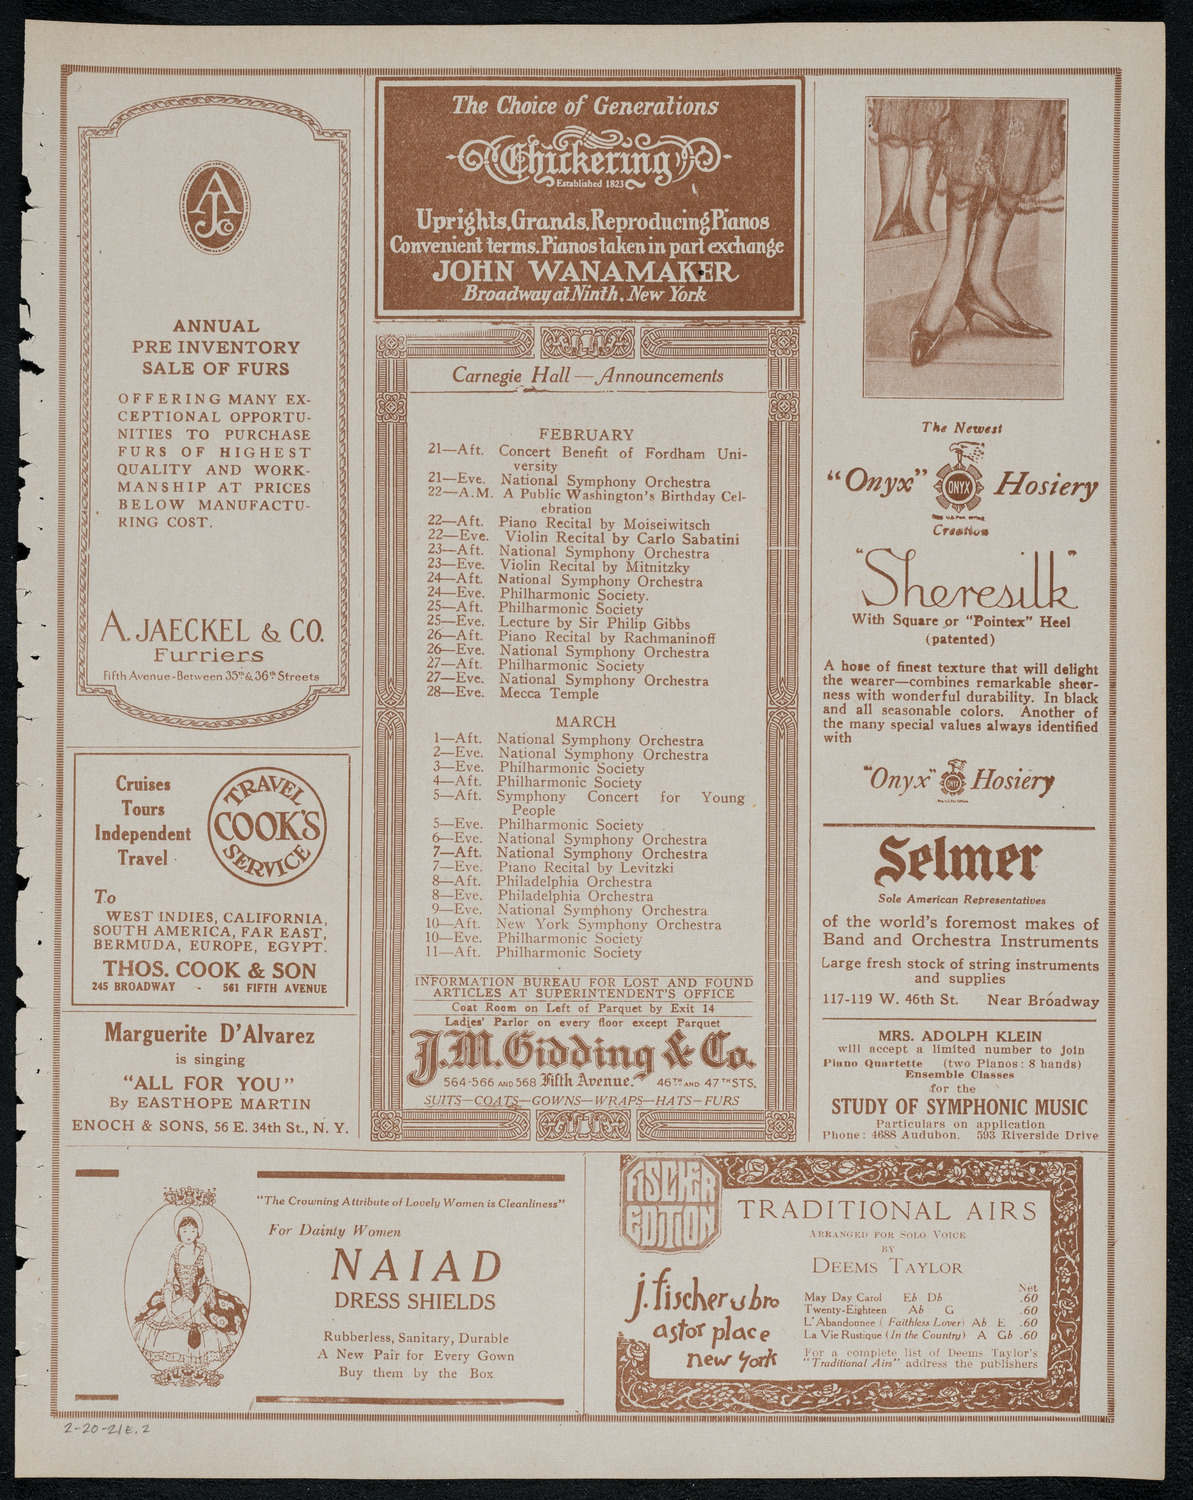 AJCo
ANNUAL
PRE INVENTORY
SALE OF FURS
OFFERING MANY EX-
CEPTIONAL OPPORTU-
NITIES TO PURCHASE
FURS OF HIGHEST
QUALITY AND WORK-
MANSHIP AT PRICES
BELOW MANUFACTU-
RING COST.
A. JAECKEL & CO.
Furriers
Fifth Avenue-Between 35th & 36th Streets
Cruises
Tours
Independent
Travel
TRAVEL
COOK'S
SERVICE
To
WEST INDIES, CALIFORNIA,
SOUTH AMERICA, FAR EAST,
BERMUDA, EUROPE, EGYPT.
THOS. COOK & SON
245 BROADWAY - 561 FIFTH AVENUE
Marguerite D'Alvarez
is singing
"ALL FOR YOU"
By EASTHOPE MARTIN
ENOCH & SONS, 56 E. 34th St., N. Y.
The Choice of Generations
Chickering
Established 1823
Uprights, Grands, Reproducing Pianos
Convenient terms. Pianos taken in part exchange
JOHN WANAMAKER
Broadway at Ninth, New York
Carnegie Hall — Announcements
FEBRUARY
21—Aft. Concert Benefit of Fordham Uni-
versity
21—Eve. National Symphony Orchestra
22—A.M. A Public Washington's Birthday Cel-
ebration
22—Aft. Piano Recital by Moiseiwitsch
22—Eve. Violin Recital by Carlo Sabatini
23—Aft. National Symphony Orchestra
23—Eve. Violin Recital by Mitnitzky
24—Aft. National Symphony Orchestra
24—Eve. Philharmonic Society.
25—Aft. Philharmonic Society
25—Eve. Lecture by Sir Philip Gibbs
26—Aft. Piano Recital by Rachmaninoff
26—Eve. National Symphony Orchestra
27—Aft. Philharmonic Society
27—Eve. National Symphony Orchestra
28—Eve. Mecca Temple
MARCH
1—Aft. National Symphony Orchestra
2—Eve. National Symphony Orchestra
3—Eve. Philharmonic Society
4—Aft. Philharmonic Society
5—Aft. Symphony Concert for Young
People
5—Eve. Philharmonic Society
6—Eve. National Symphony Orchestra
7—Aft. National Symphony Orchestra
7—Eve. Piano Recital by Levitzki
8—Aft. Philadelphia Orchestra
8—Eve. Philadelphia Orchestra
9—Eve. National Symphony Orchestra
10—Aft. New York Symphony Orchestra
10—Eve. Philharmonic Society
11—Aft. Philharmonic Society
INFORMATION BUREAU FOR LOST AND FOUND
ARTICLES AT SUPERINTENDENT'S OFFICE
Coat Room on Left of Parquet by Exit 14
Ladies' Parlor on every floor except Parquet
J.M. Gidding & Co.
564-566 AND 568 Fifth Avenue. 46TH AND 47TH STS.
SUITS—COATS—GOWNS—WRAPS—HATS—FURS
The Newest
"Onyx" ONYX Hosiery
Creation
"Sheresilk"
With Square or "Pointex" Heel
(patented)
A hose of finest texture that will delight
the wearer—combines remarkable sheer-
ness with wonderful durability. In black
and all seasonable colors. Another of
the many special values always identified
with
"Onyx" Hosiery
Selmer
Sole American Representatives
of the world's foremost makes of
Band and Orchestra Instruments
Large fresh stock of string instruments
and supplies
117-119 W. 46th St. Near Broadway
MRS. ADOLPH KLEIN
will accept a limited number to join
Piano Quartette (two Pianos: 8 hands)
Ensemble Classes
for the
STUDY OF SYMPHONIC MUSIC
Particulars on application
Phone: 4688 Audubon. 593 Riverside Drive
"The Crowning Attribute of Lovely Women is Cleanliness"
For Dainty Women
NAIAD
DRESS SHIELDS
Rubberless, Sanitary, Durable
A New Pair for Every Gown
Buy them by the Box
FISCHER
EDITION
j. fischer & bro
astor place
new york
TRADITIONAL AIRS
ARRANGED FOR SOLO VOICE
BY
DEEMS TAYLOR
Net
May Day Carol Eb Db .60
Twenty-Eighteen Ab G .60
L'Abandonnee (Faithless Lover) Ab E .60
La Vie Rustique (In the Country) A Gb .60
For a complete list of Deems Taylor's
"Traditional Airs" address the publishers
2-20-21E.2